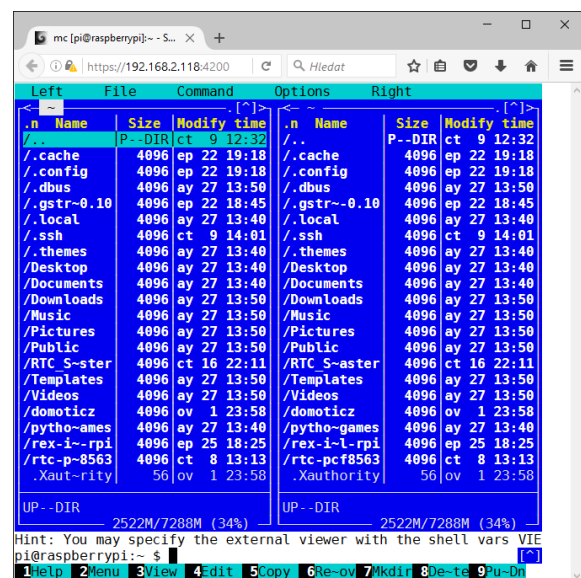 mc [pi@raspberrypi]:~ - S...
https://192.168.2.118:4200
Hledat
Left File Command Options Right
<- ~ .[^]> <- ~ .[^]>
.n Name Size Modify time .n Name Size Modify time
/.. P--DIR ct 9 12:32 /.. P--DIR ct 9 12:32
/.cache 4096 ep 22 19:18 /.cache 4096 ep 22 19:18
/.config 4096 ep 22 19:18 /.config 4096 ep 22 19:18
/.dbus 4096 ay 27 13:50 /.dbus 4096 ay 27 13:50
/.gstr~0.10 4096 ep 22 18:45 /.gstr~-0.10 4096 ep 22 18:45
/.local 4096 ay 27 13:40 /.local 4096 ay 27 13:40
/.ssh 4096 ct 9 14:01 /.ssh 4096 ct 9 14:01
/.themes 4096 ay 27 13:40 /.themes 4096 ay 27 13:40
/Desktop 4096 ay 27 13:40 /Desktop 4096 ay 27 13:40
/Documents 4096 ay 27 13:40 /Documents 4096 ay 27 13:40
/Downloads 4096 ay 27 13:50 /Downloads 4096 ay 27 13:50
/Music 4096 ay 27 13:50 /Music 4096 ay 27 13:50
/Pictures 4096 ay 27 13:50 /Pictures 4096 ay 27 13:50
/Public 4096 ay 27 13:50 /Public 4096 ay 27 13:50
/RTC_S~ster 4096 ct 16 22:11 /RTC_S~aster 4096 ct 16 22:11
/Templates 4096 ay 27 13:50 /Templates 4096 ay 27 13:50
/Videos 4096 ay 27 13:50 /Videos 4096 ay 27 13:50
/domoticz 4096 ov 1 23:58 /domoticz 4096 ov 1 23:58
/pytho~ames 4096 ay 27 13:40 /pytho~games 4096 ay 27 13:40
/rex-i~-rpi 4096 ep 25 18:25 /rex-i~l-rpi 4096 ep 25 18:25
/rtc-p~8563 4096 ct 8 13:13 /rtc-pcf8563 4096 ct 8 13:13
.Xaut~rity 56 ov 1 23:58 .Xauthority 56 ov 1 23:58
UP--DIR UP--DIR
2522M/7288M (34%) 2522M/7288M (34%)
Hint: You may specify the external viewer with the shell vars VIE
pi@raspberrypi:~ $ [^]
1Help 2Menu 3View 4Edit 5Copy 6Re~ov 7Mkdir 8De~te 9Pu~Dn